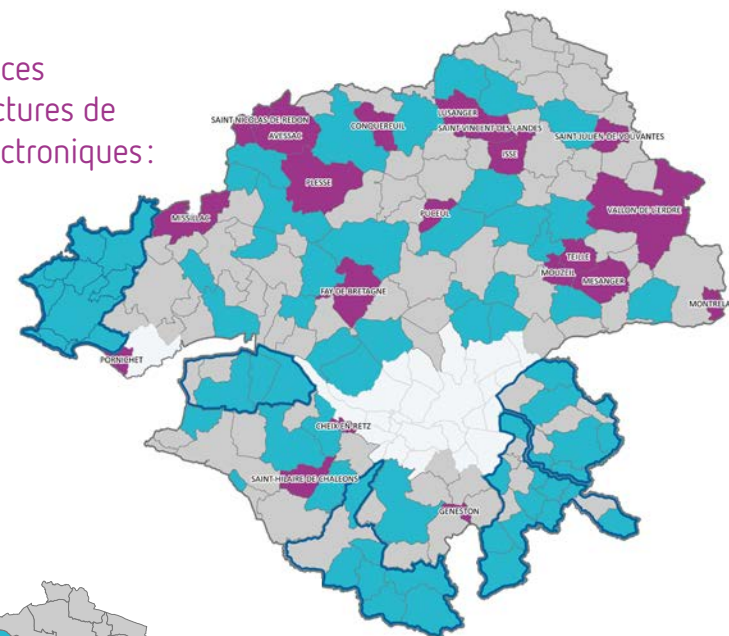 ces
ctures de
ctroniques :
LUSANGER
SAINT-NICOLAS-DE-REDON
CONQUEREUIL
SAINT-VINCENT-DES-LANDES
AVESSAC
SAINT-JULIEN-DE-VOUVANTES
ISSE
PLESSE
VALLON-DE-L'ERDRE
MISSILLAC
PUCEUL
TEILLE
MOUZEIL
MESANGER
FAY-DE-BRETAGNE
MONTRELA
PORNICHET
CHEIX-EN-RETZ
SAINT-HILAIRE-DE-CHALEONS
GENESTON